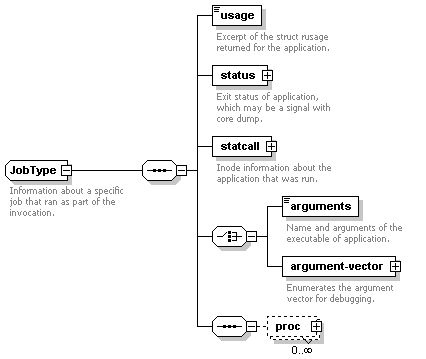 usage
Excerpt of the struct rusage
returned for the application.
status
Exit status of application,
which may be a signal with
core dump.
JobType
Information about a specific
job that ran as part of the
invocation.
statcall
Inode information about the
application that was run.
arguments
Name and arguments of the
executable of application.
argument-vector
Enumerates the argument
vector for debugging.
proc
0..∞